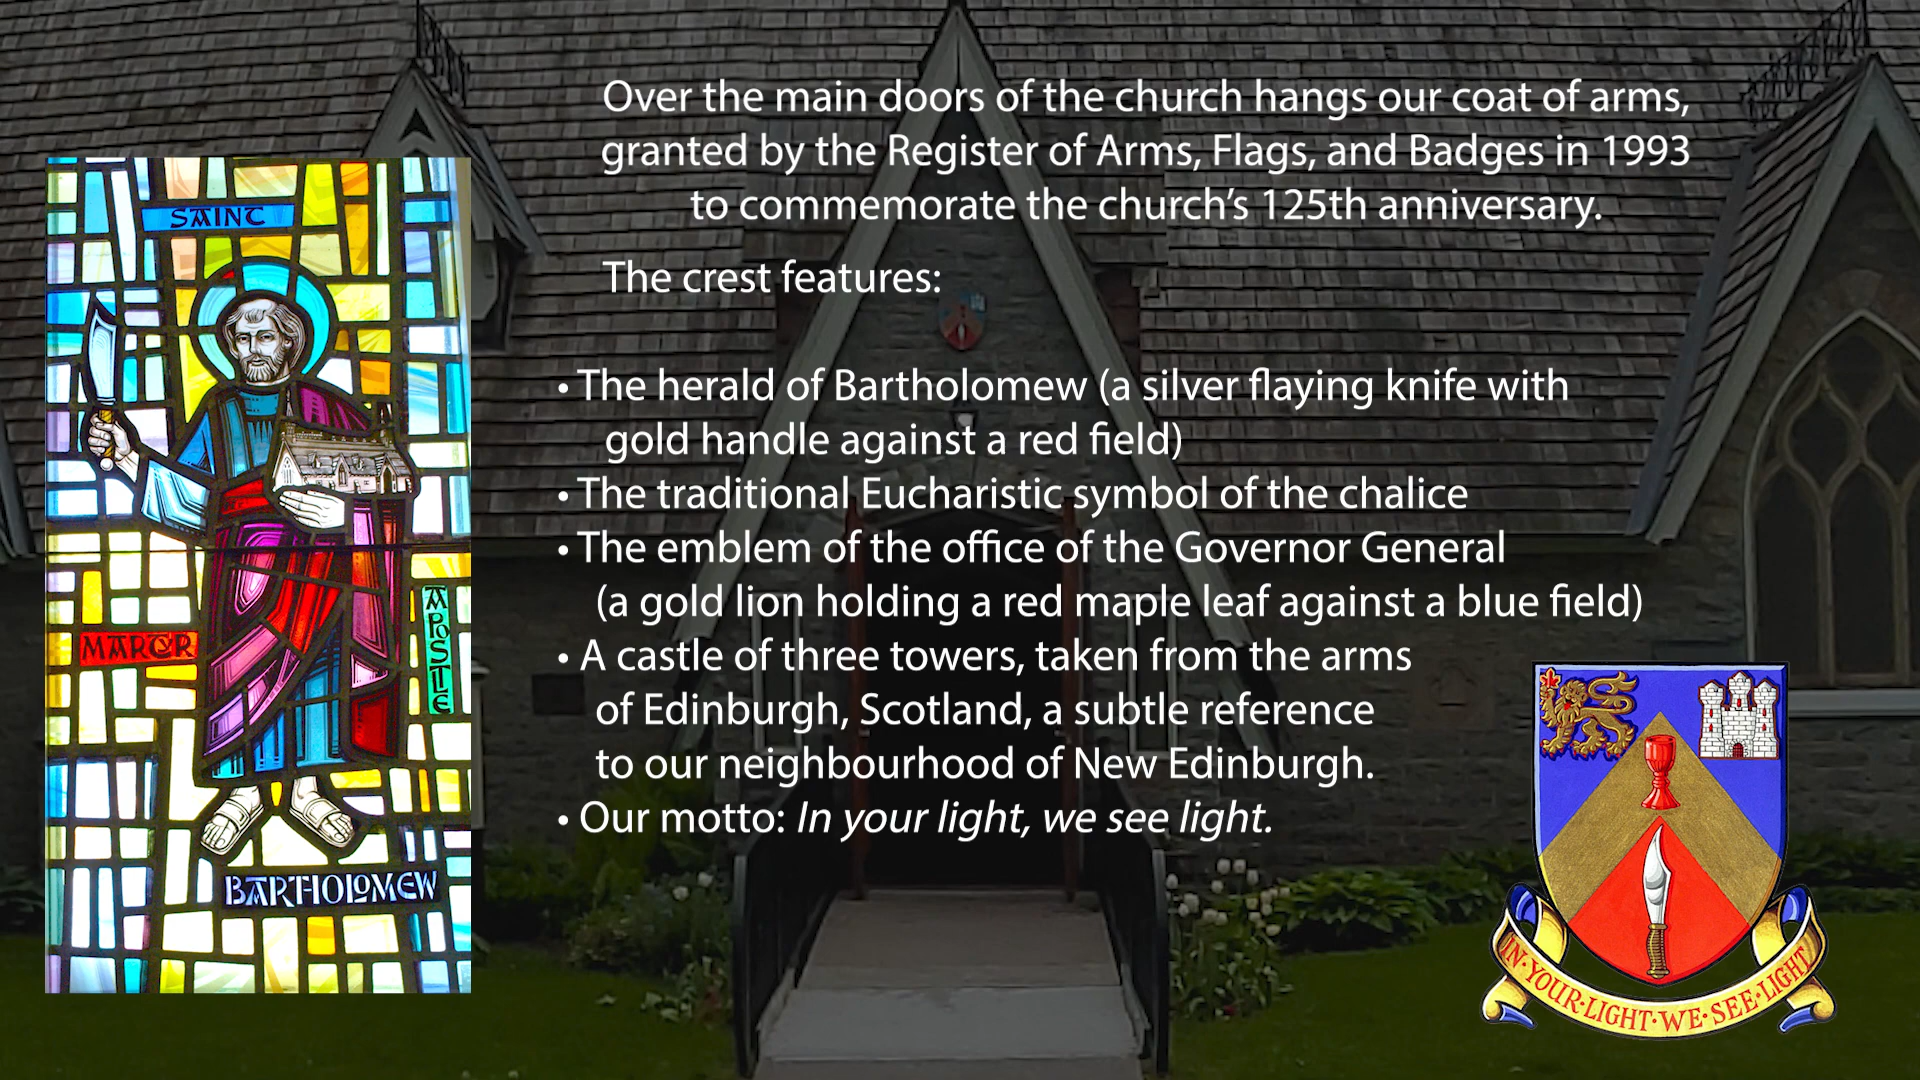 Over the main doors of the church hangs our coat of arms,
granted by the Register of Arms, Flags, and Badges in 1993
to commemorate the church’s 125th anniversary.
The crest features:
• The herald of Bartholomew (a silver flaying knife with
gold handle against a red field)
• The traditional Eucharistic symbol of the chalice
• The emblem of the office of the Governor General
(a gold lion holding a red maple leaf against a blue field)
• A castle of three towers, taken from the arms
of Edinburgh, Scotland, a subtle reference
to our neighbourhood of New Edinburgh.
• Our motto: In your light, we see light.
SAINT
MARTYR
APOSTLE
BARTHOLOMEW
IN·YOUR·LIGHT·WE·SEE·LIGHT